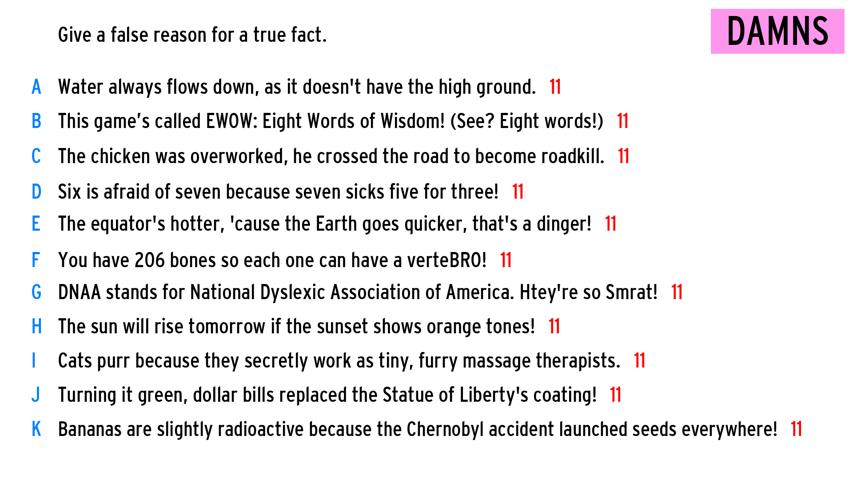 Give a false reason for a true fact.
DAMNS
A Water always flows down, as it doesn't have the high ground. 11
B This game's called EWOW: Eight Words of Wisdom! (See? Eight words!) 11
C The chicken was overworked, he crossed the road to become roadkill. 11
D Six is afraid of seven because seven sicks five for three! 11
E The equator's hotter, 'cause the Earth goes quicker, that's a dinger! 11
F You have 206 bones so each one can have a verteBRO! 11
G DNAA stands for National Dyslexic Association of America. Htey're so Smrat! 11
H The sun will rise tomorrow if the sunset shows orange tones! 11
I Cats purr because they secretly work as tiny, furry massage therapists. 11
J Turning it green, dollar bills replaced the Statue of Liberty's coating! 11
K Bananas are slightly radioactive because the Chernobyl accident launched seeds everywhere! 11